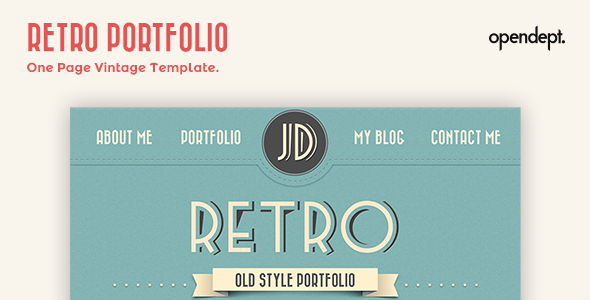 RETRO PORTFOLIO
opendept.
One Page Vintage Template.
ABOUT ME PORTFOLIO JD MY BLOG CONTACT ME
RETRO
OLD STYLE PORTFOLIO